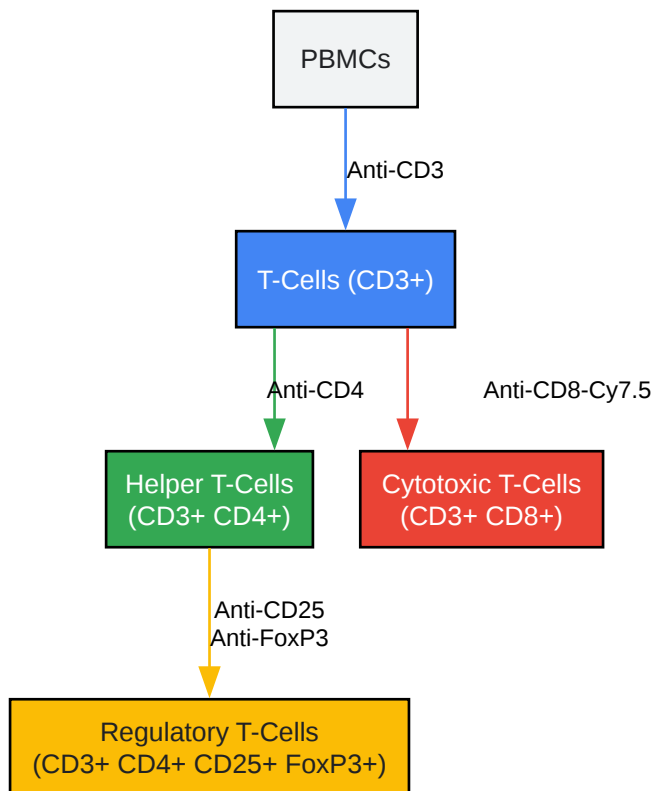 PBMCs
Anti-CD3
T-Cells (CD3+)
Anti-CD4
Anti-CD8-Cy7.5
Helper T-Cells
(CD3+ CD4+)
Cytotoxic T-Cells
(CD3+ CD8+)
Anti-CD25
Anti-FoxP3
Regulatory T-Cells
(CD3+ CD4+ CD25+ FoxP3+)